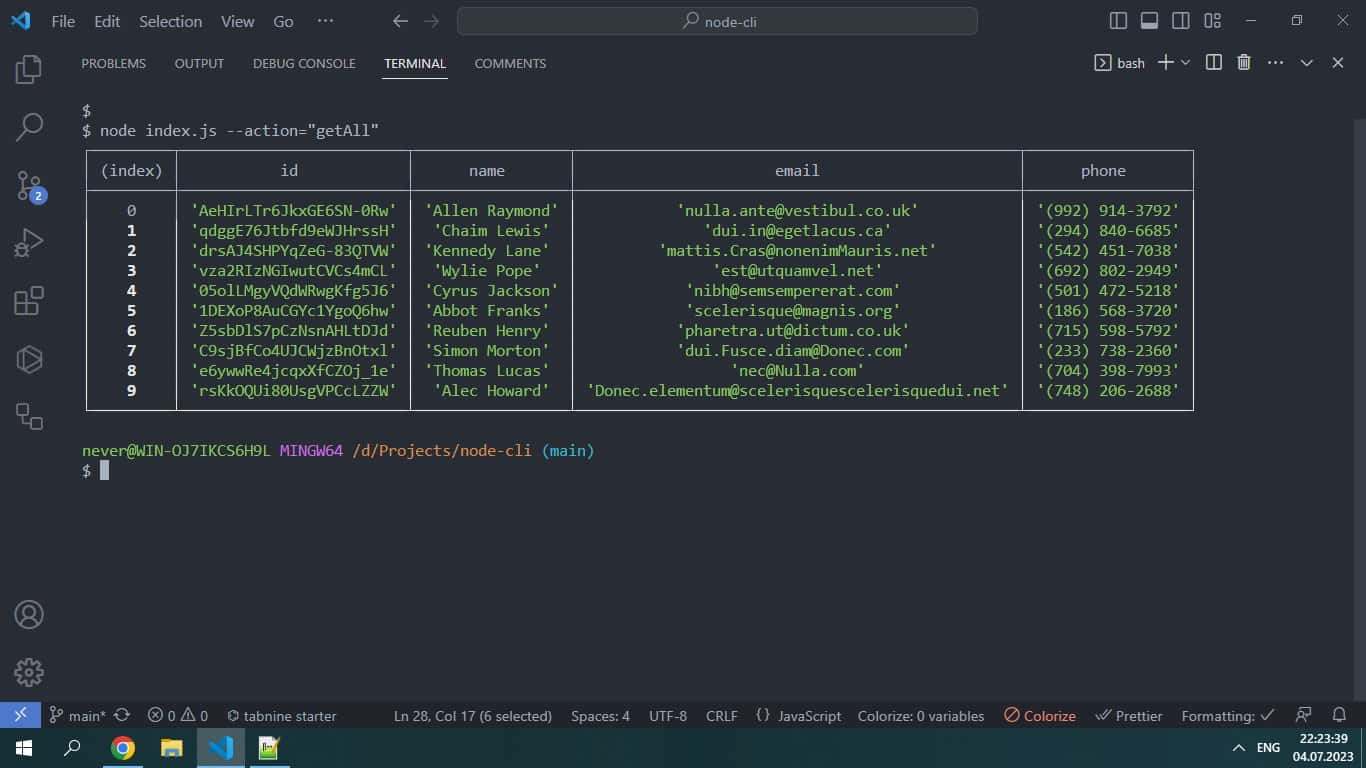 File Edit Selection View Go ··· node-cli
PROBLEMS OUTPUT DEBUG CONSOLE TERMINAL COMMENTS bash
$
$ node index.js --action="getAll"
(index) id name email phone
0 'AeHIrLTr6JkxGE6SN-0Rw' 'Allen Raymond' 'nulla.ante@vestibul.co.uk' '(992) 914-3792'
1 'qdggE76Jtbfd9eWJHrssH' 'Chaim Lewis' 'dui.in@egetlacus.ca' '(294) 840-6685'
2 'drsAJ4SHPYqZeG-83QTVW' 'Kennedy Lane' 'mattis.Cras@nonenimMauris.net' '(542) 451-7038'
3 'vza2RIzNGIwutCVCs4mCL' 'Wylie Pope' 'est@utquamvel.net' '(692) 802-2949'
4 '05olLMgyVQdWRwgKfg5J6' 'Cyrus Jackson' 'nibh@semsempererat.com' '(501) 472-5218'
5 '1DEXoP8AuCGYc1YgoQ6hw' 'Abbot Franks' 'scelerisque@magnis.org' '(186) 568-3720'
6 'Z5sbDlS7pCzNsnAHLtDJd' 'Reuben Henry' 'pharetra.ut@dictum.co.uk' '(715) 598-5792'
7 'C9sjBfCo4UJCWjzBnOtxl' 'Simon Morton' 'dui.Fusce.diam@Donec.com' '(233) 738-2360'
8 'e6ywwRe4jcqxXfCZOj_1e' 'Thomas Lucas' 'nec@Nulla.com' '(704) 398-7993'
9 'rsKkOQUi80UsgVPCcLZZW' 'Alec Howard' 'Donec.elementum@scelerisquescelerisquedui.net' '(748) 206-2688'
never@WIN-OJ7IKCS6H9L MINGW64 /d/Projects/node-cli (main)
$
2
main* 0 0 tabnine starter Ln 28, Col 17 (6 selected) Spaces: 4 UTF-8 CRLF {} JavaScript Colorize: 0 variables Colorize Prettier Formatting:
ENG 22:23:39
04.07.2023